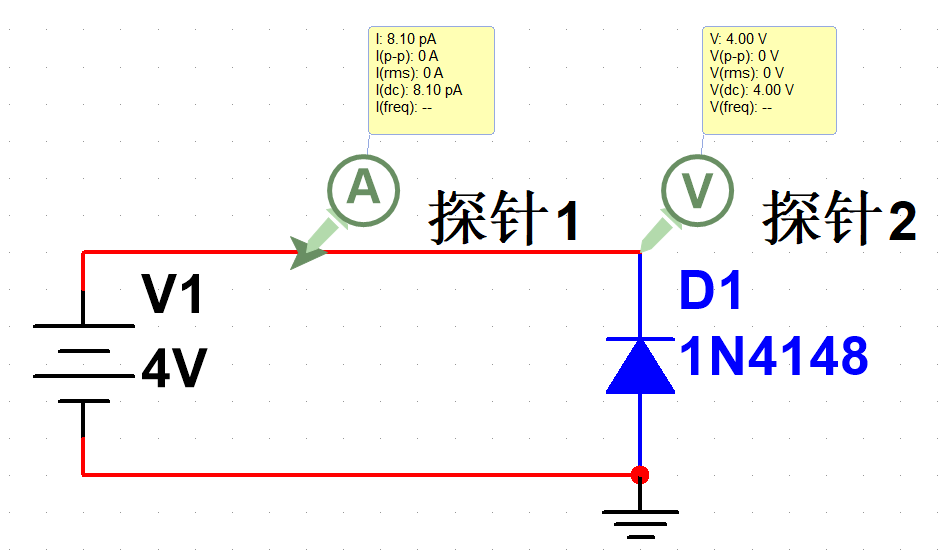 I: 8.10 pA
I(p-p): 0 A
I(rms): 0 A
I(dc): 8.10 pA
I(freq): --
V: 4.00 V
V(p-p): 0 V
V(rms): 0 V
V(dc): 4.00 V
V(freq): --
A
V
探针1
探针2
V1
4V
D1
1N4148